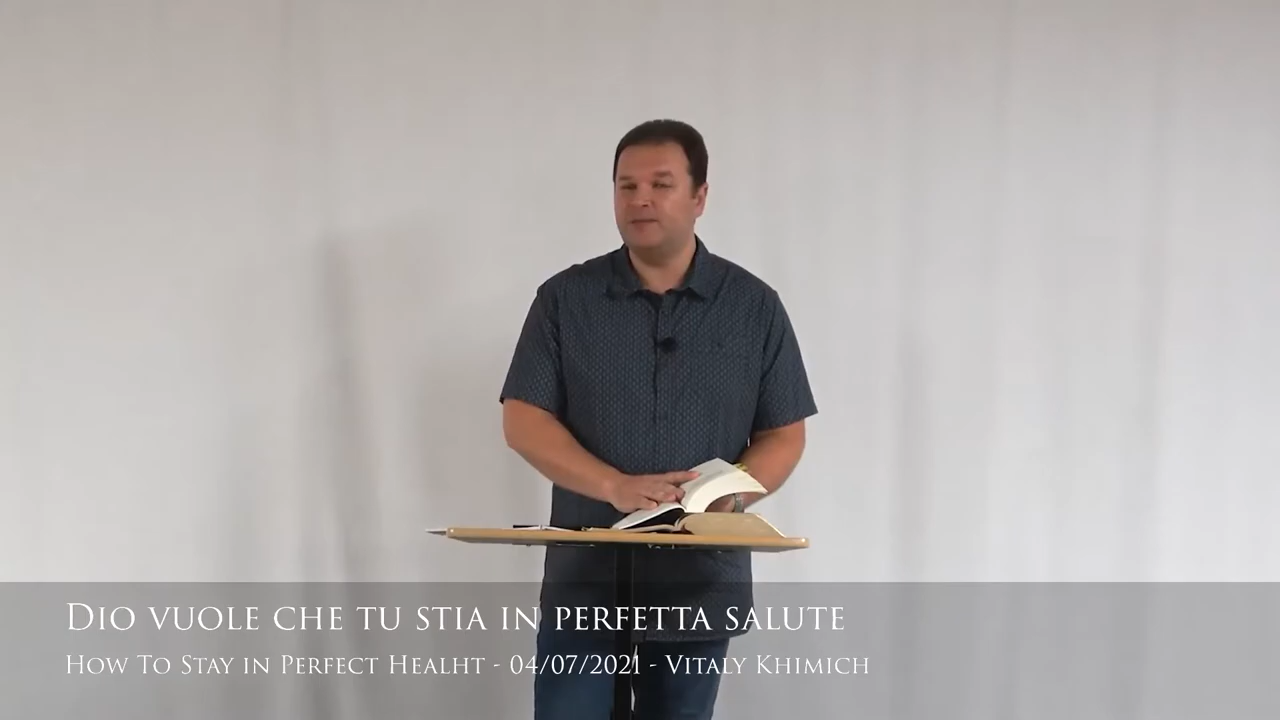 Dio vuole che tu stia in perfetta salute
How To Stay in Perfect Healht - 04/07/2021 - Vitaly Khimich